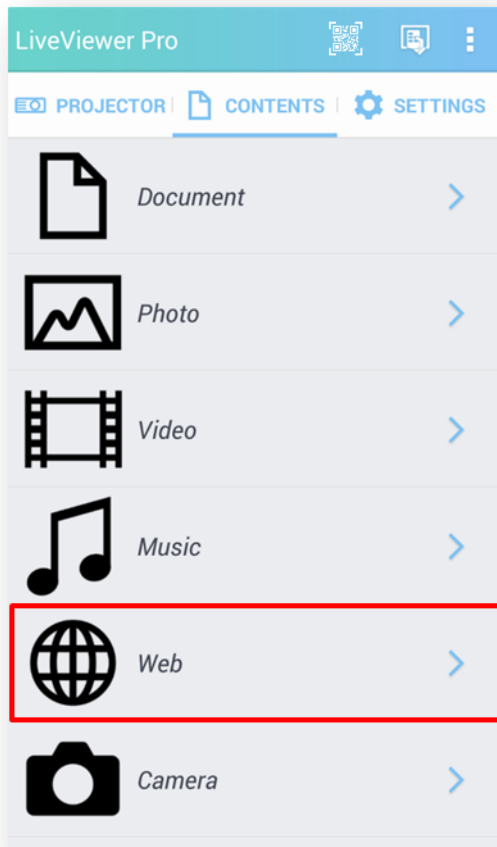 LiveViewer Pro
PROJECTOR CONTENTS SETTINGS
Document
Photo
Video
Music
Web
Camera